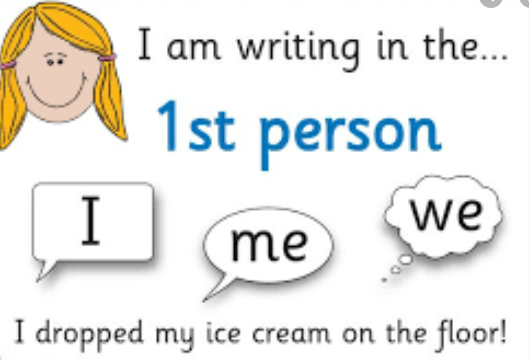 I am writing in the...
1st person
I
me
we
I dropped my ice cream on the floor!